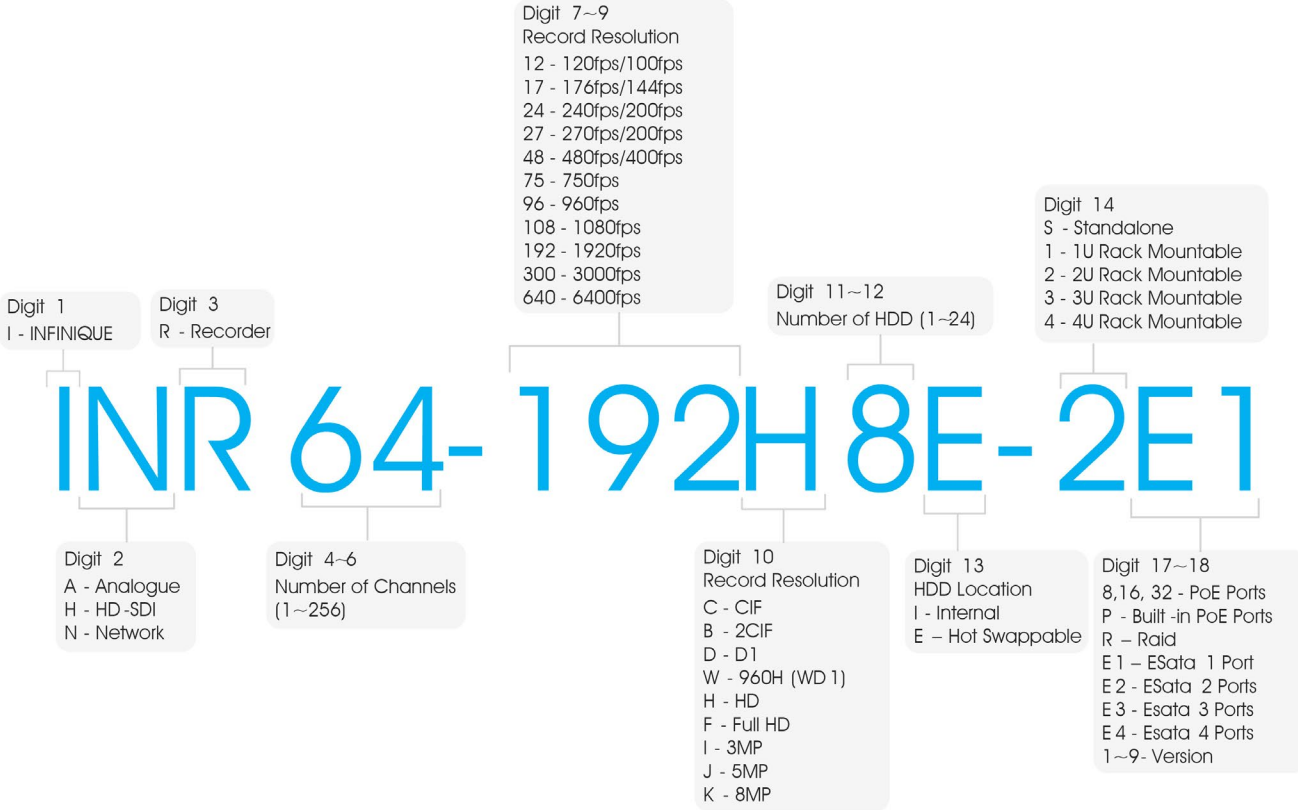 Digit 7~9
Record Resolution
12 - 120fps/100fps
17 - 176fps/144fps
24 - 240fps/200fps
27 - 270fps/200fps
48 - 480fps/400fps
75 - 750fps
96 - 960fps
108 - 1080fps
192 - 1920fps
300 - 3000fps
640 - 6400fps
Digit 14
S - Standalone
1 - 1U Rack Mountable
2 - 2U Rack Mountable
3 - 3U Rack Mountable
4 - 4U Rack Mountable
Digit 1
I - INFINIQUE
Digit 3
R - Recorder
Digit 11~12
Number of HDD (1~24)
INR 64-192H8E-2E1
Digit 2
A - Analogue
H - HD-SDI
N - Network
Digit 4~6
Number of Channels
(1~256)
Digit 10
Record Resolution
C - CIF
B - 2CIF
D - D1
W - 960H (WD1)
H - HD
F - Full HD
I - 3MP
J - 5MP
K - 8MP
Digit 13
HDD Location
I - Internal
E – Hot Swappable
Digit 17~18
8,16, 32 - PoE Ports
P - Built -in PoE Ports
R – Raid
E1 – ESata 1 Port
E2 - ESata 2 Ports
E3 - Esata 3 Ports
E4 - Esata 4 Ports
1~9- Version